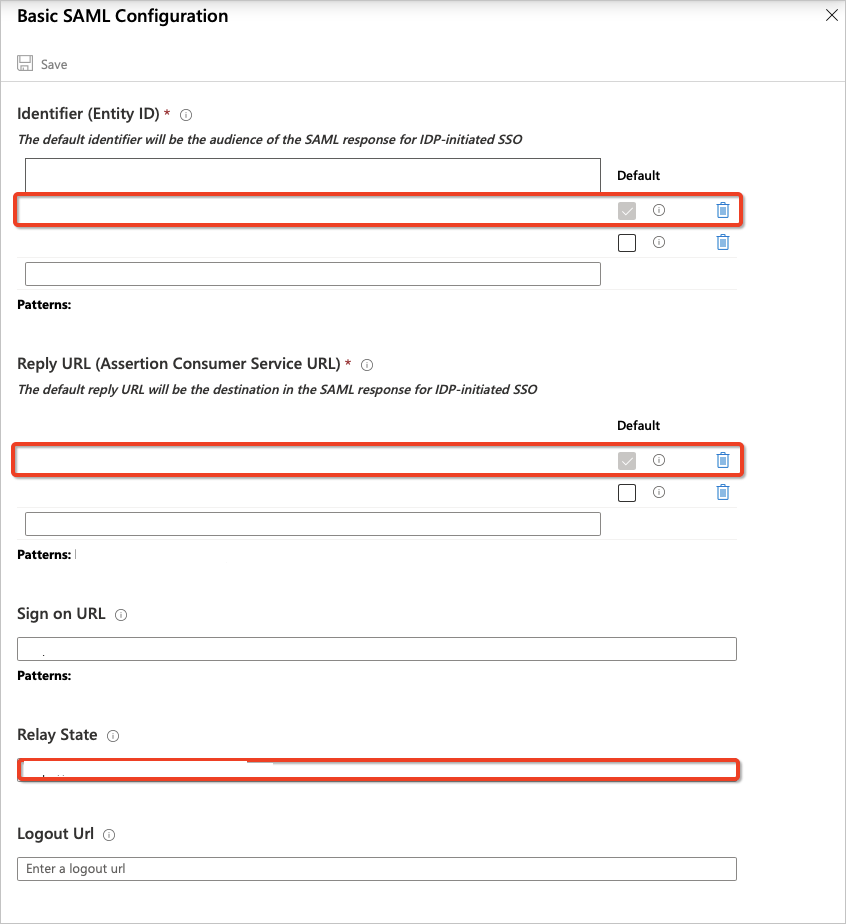 Basic SAML Configuration
Save
Identifier (Entity ID) *
The default identifier will be the audience of the SAML response for IDP-initiated SSO
Default
Patterns:
Reply URL (Assertion Consumer Service URL) *
The default reply URL will be the destination in the SAML response for IDP-initiated SSO
Default
Patterns:
Sign on URL
Patterns:
Relay State
Logout Url
Enter a logout url